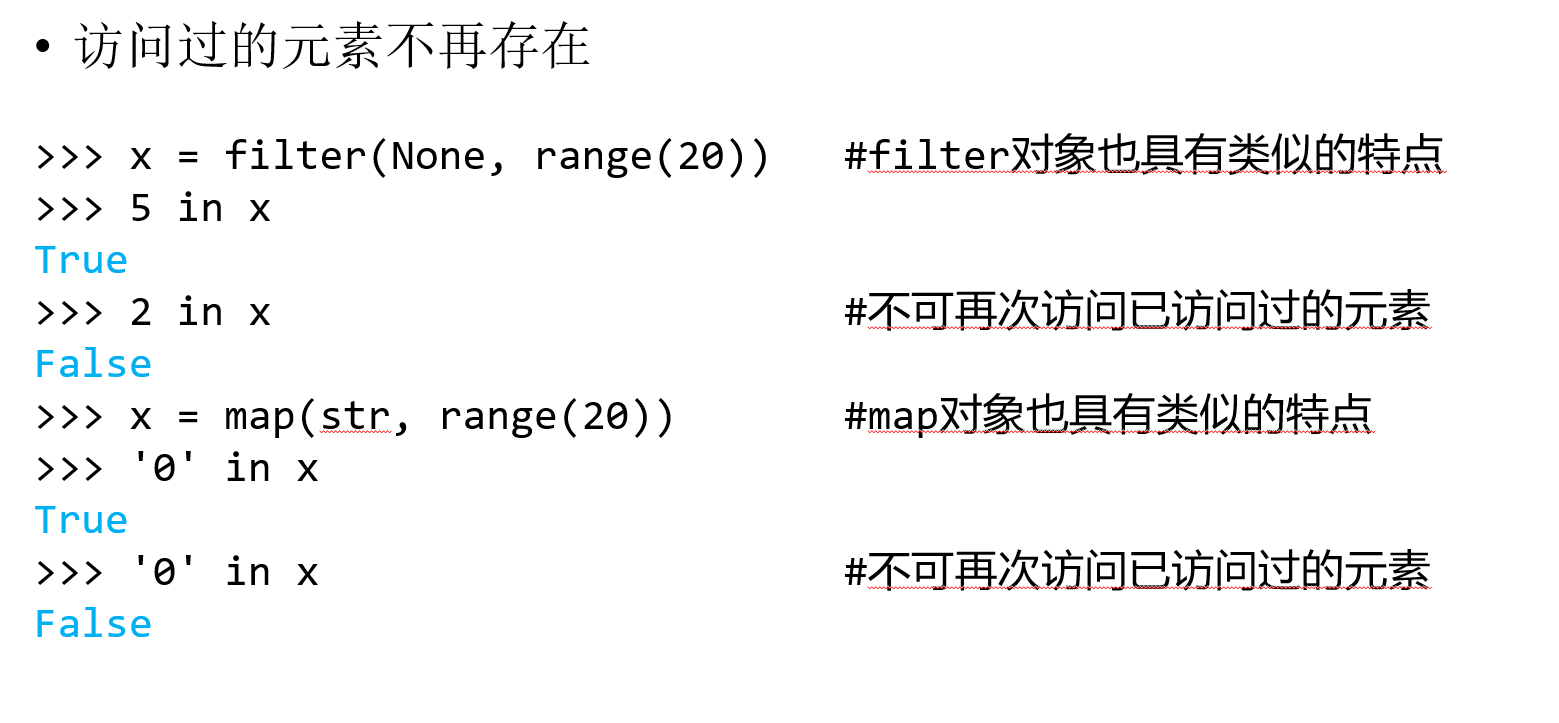 • 访问过的元素不再存在
>>> x = filter(None, range(20))   #filter对象也具有类似的特点
>>> 5 in x
True
>>> 2 in x                        #不可再次访问已访问过的元素
False
>>> x = map(str, range(20))       #map对象也具有类似的特点
>>> '0' in x
True
>>> '0' in x                      #不可再次访问已访问过的元素
False